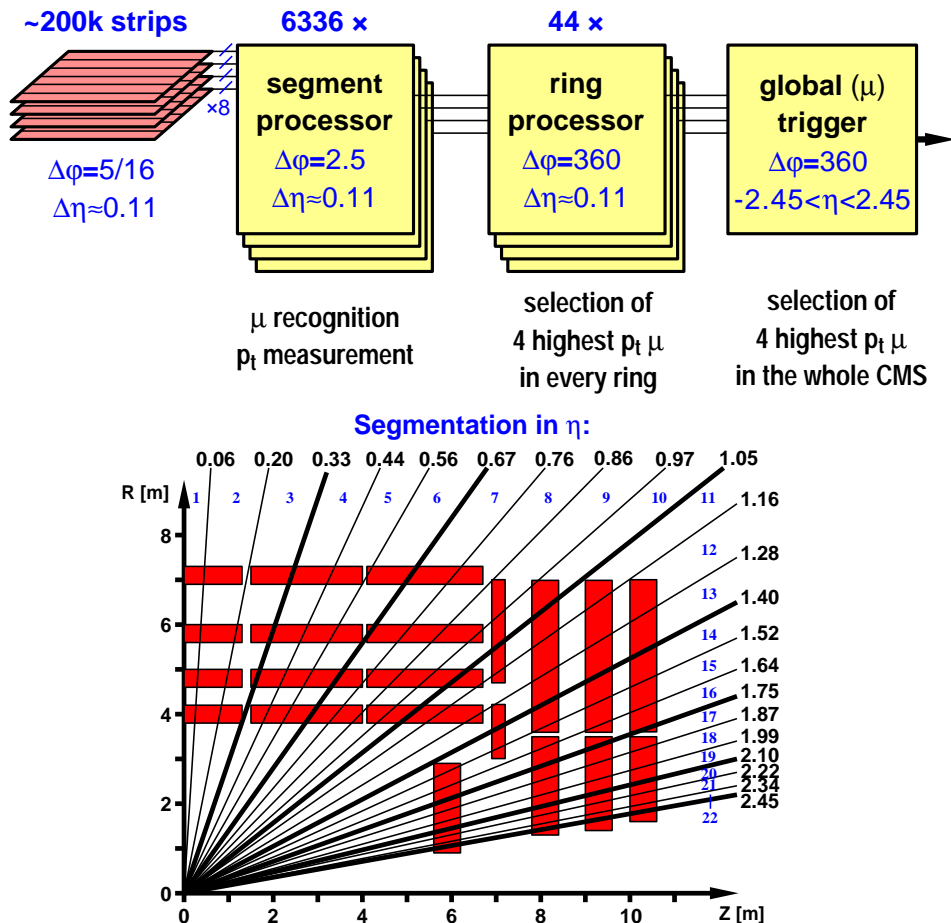 ~200k strips
6336 ×
44 ×
×8
segment
processor
Δφ=2.5
Δη≈0.11
ring
processor
Δφ=360
Δη≈0.11
global (μ)
trigger
Δφ=360
-2.45<η<2.45
Δφ=5/16
Δη≈0.11
μ recognition
pt measurement
selection of
4 highest pt μ
in every ring
selection of
4 highest pt μ
in the whole CMS
Segmentation in η:
0.06 0.20 0.33 0.44 0.56 0.67 0.76 0.86 0.97 1.05
R [m]
1 2 3 4 5 6 7 8 9 10 11
1.16
12
1.28
13
1.40
14
1.52
15
1.64
16
1.75
17
1.87
18
1.99
19
2.10
20
2.22
21
2.34
22
2.45
8
6
4
2
0
0 2 4 6 8 10 Z [m]